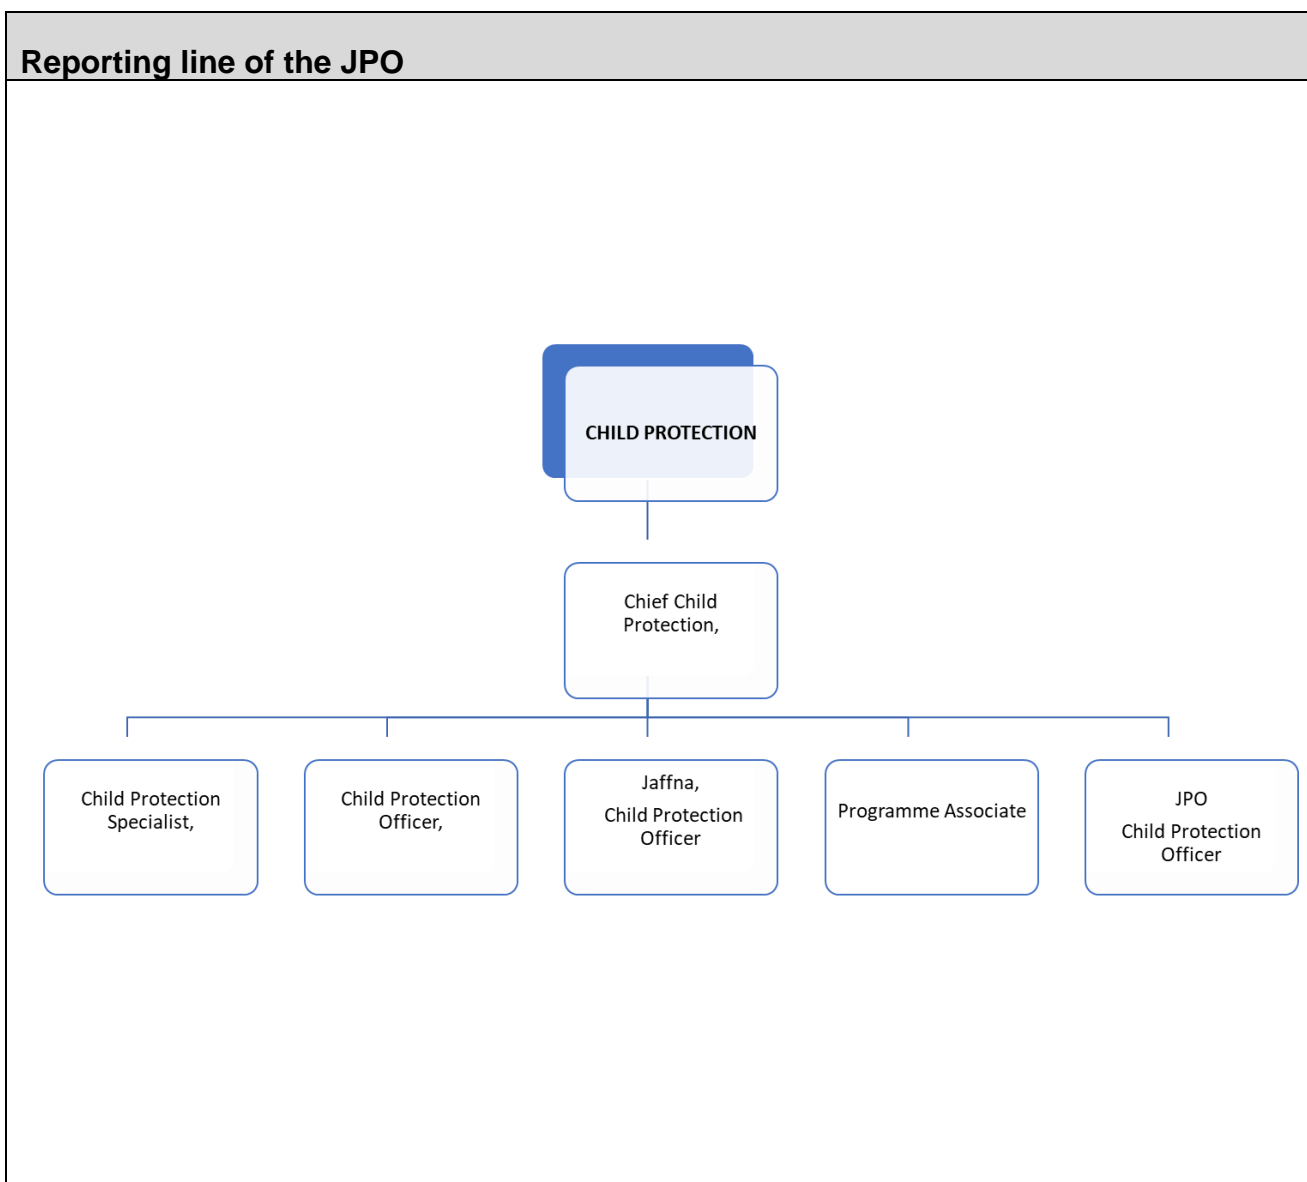 Reporting line of the JPO
CHILD PROTECTION
Chief Child
Protection,
Child Protection
Specialist,
Child Protection
Officer,
Jaffna,
Child Protection
Officer
Programme Associate
JPO
Child Protection
Officer